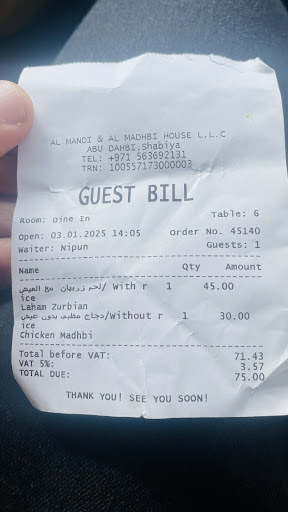 AL MANDI & AL MADHBI HOUSE L.L.C
ABU DAHBI,Shabiya
TEL: +971 563692131
TRN: 100557173000003
GUEST BILL
Room: Dine In Table: 6
Open: 03.01.2025 14:05 Order No. 45140
Waiter: Nipun Guests: 1
Name Qty Amount
لحم زربيان مع العيش/ With r 1 45.00
ice
Laham Zurbian
دجاج مظبي بدون عيش/Without r 1 30.00
ice
Chicken Madhbi
Total before VAT: 71.43
VAT 5%: 3.57
TOTAL DUE: 75.00
THANK YOU! SEE YOU SOON!